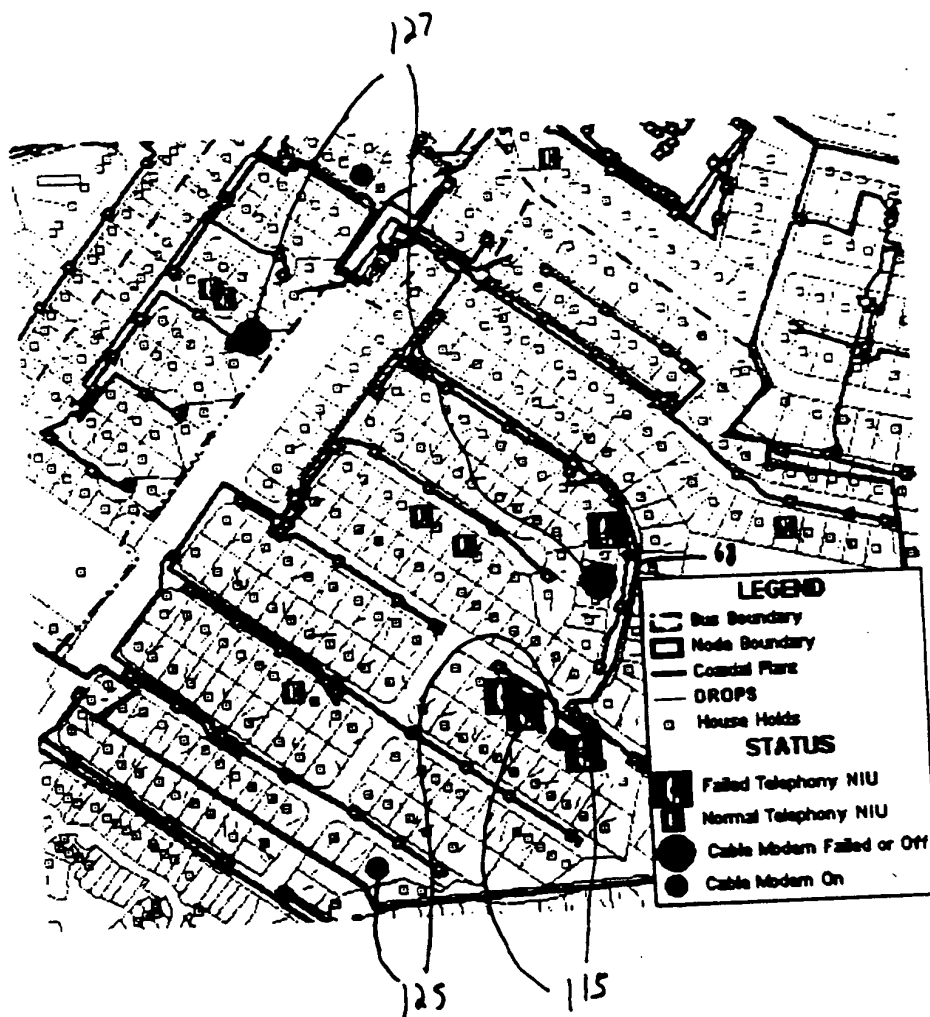 127
68
LEGEND
Bus Boundary
Node Boundary
Coaxial Plant
DROPS
House Holds
STATUS
Failed Telephony NIU
Normal Telephony NIU
Cable Modem Failed or Off
Cable Modem On
125
115